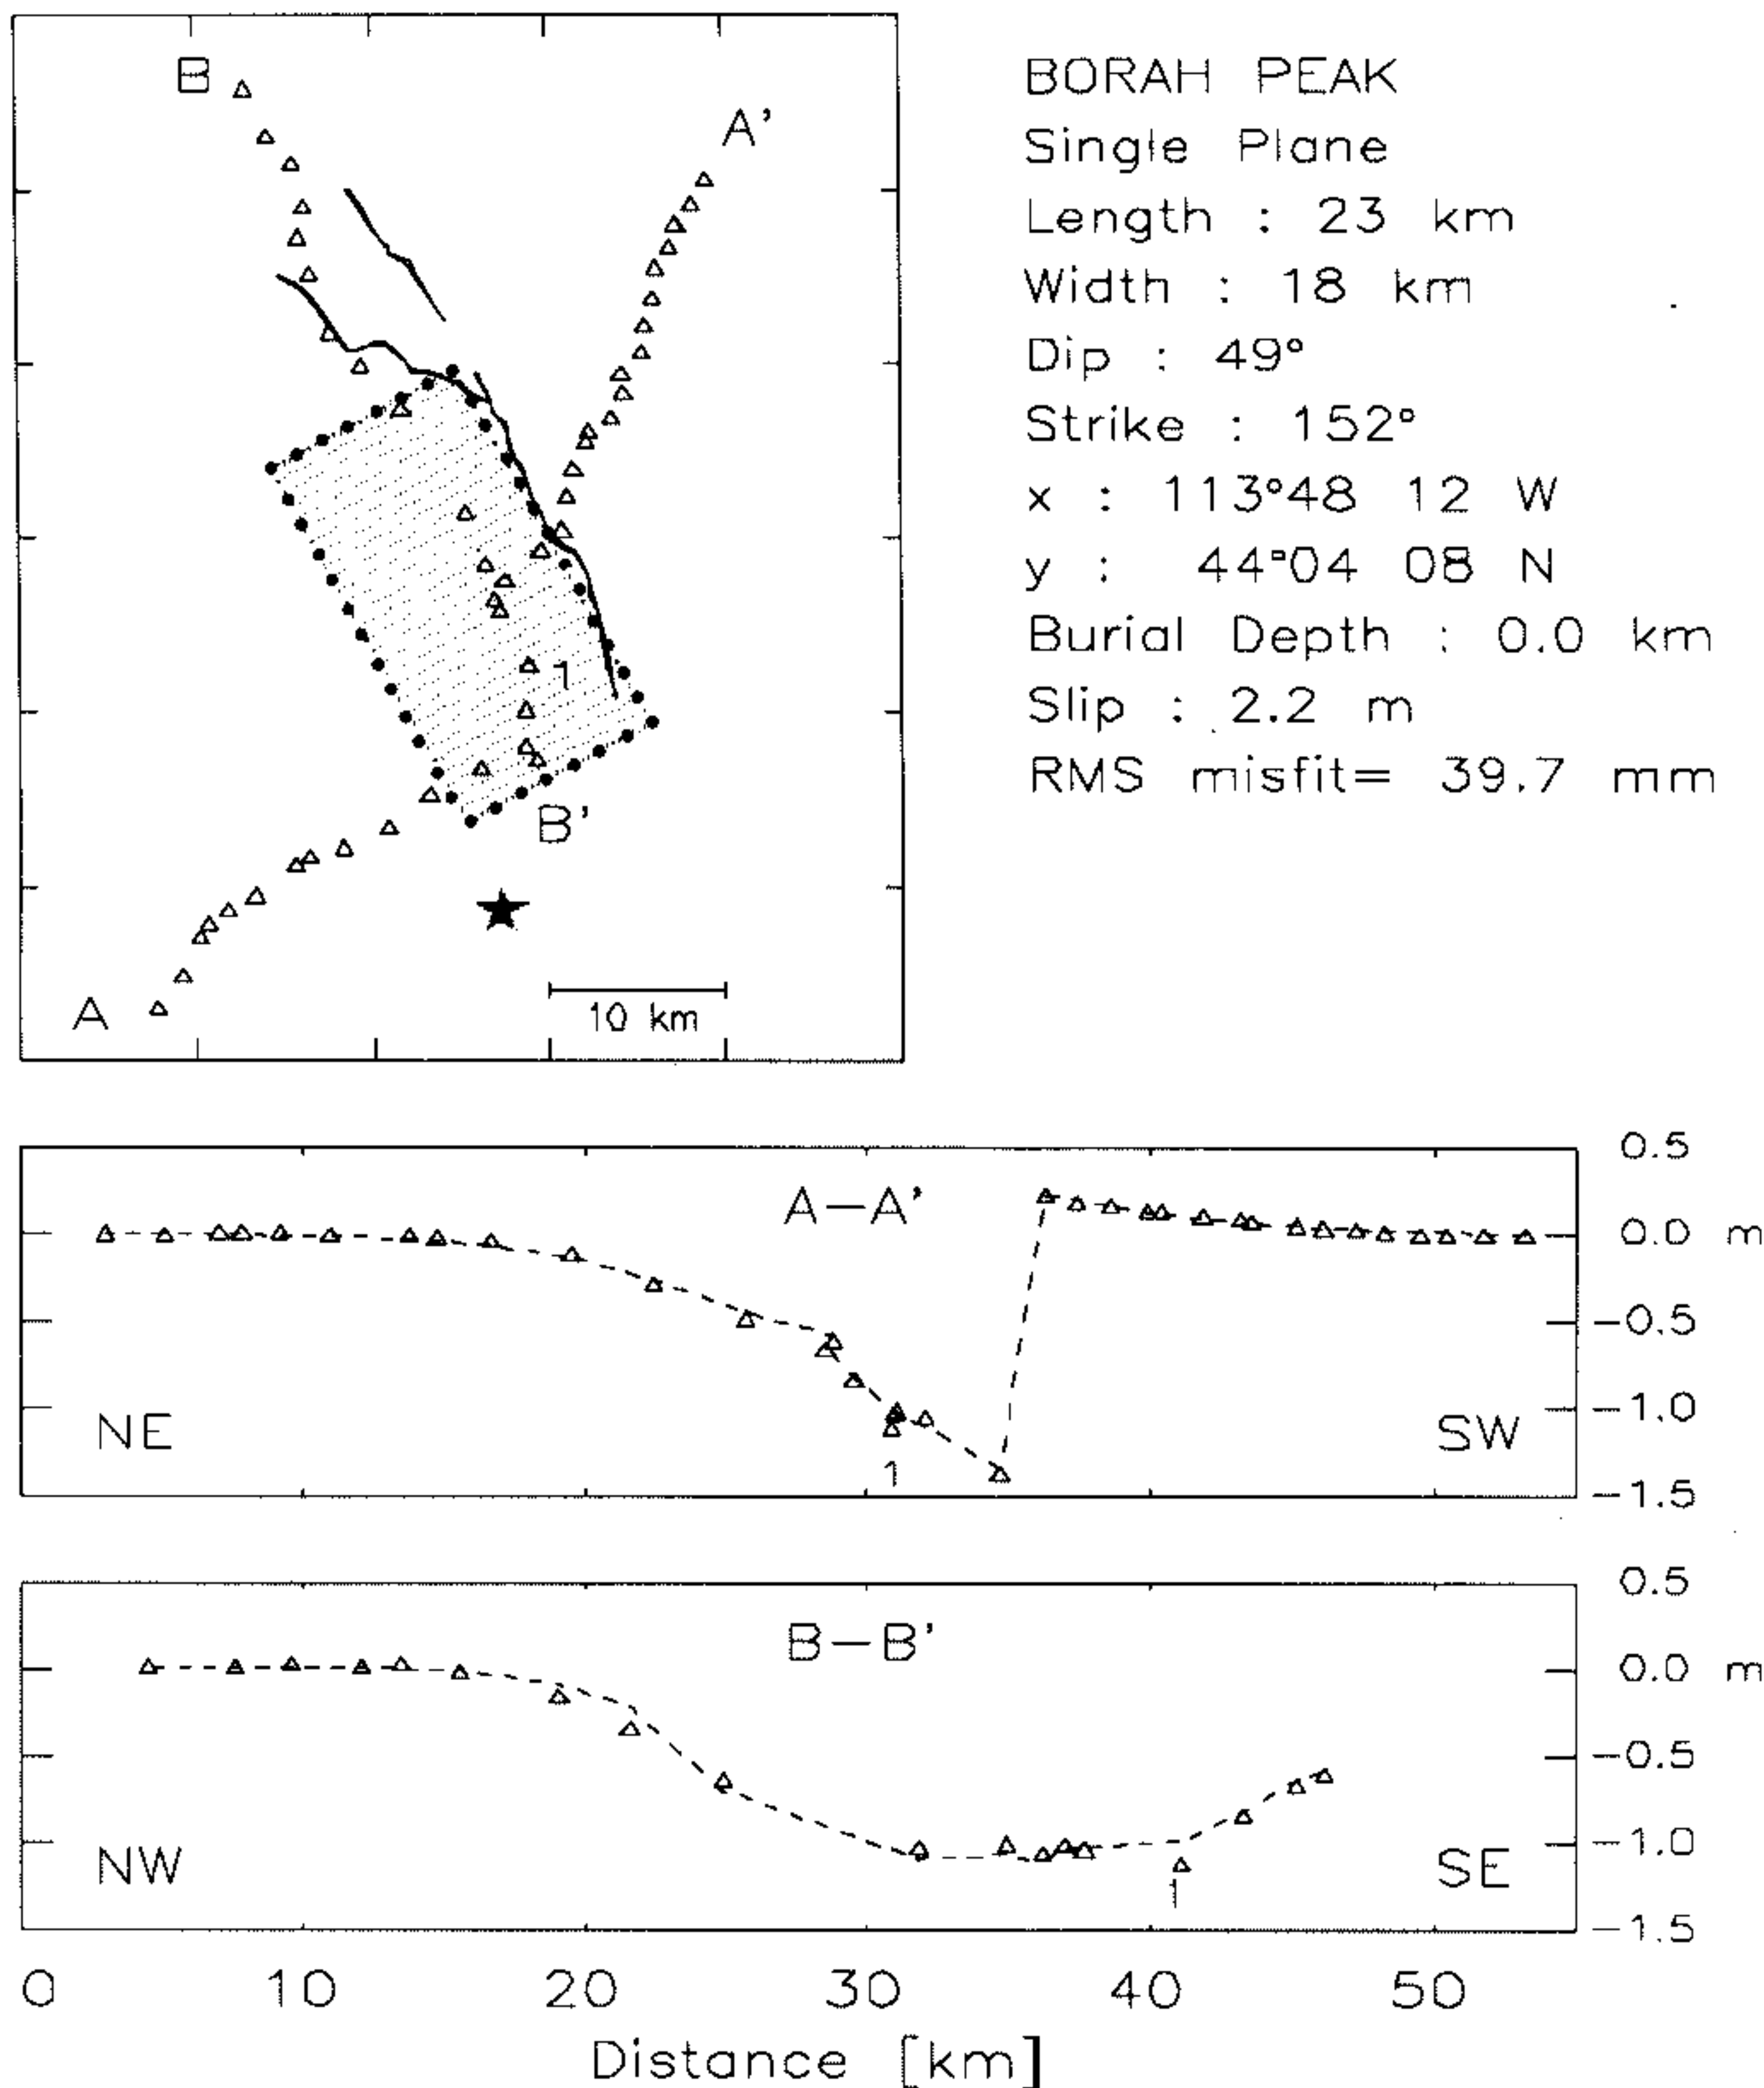 B
A'
1
B'
A
10 km
BORAH PEAK
Single Plane
Length : 23 km
Width : 18 km
Dip : 49°
Strike : 152°
x : 113°48 12 W
y : 44°04 08 N
Burial Depth : 0.0 km
Slip : 2.2 m
RMS misfit= 39.7 mm
A-A'
NE
SW
1
0.5
0.0 m
-0.5
-1.0
-1.5
B-B'
NW
SE
1
0.5
0.0 m
-0.5
-1.0
-1.5
0 10 20 30 40 50
Distance [km]